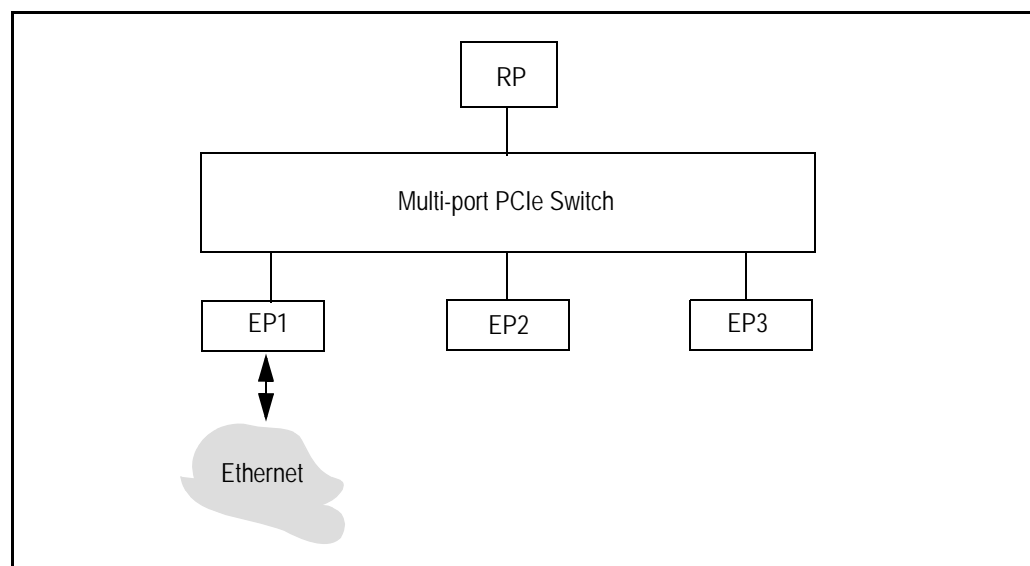 RP
Multi-port PCIe Switch
EP1
EP2
EP3
Ethernet